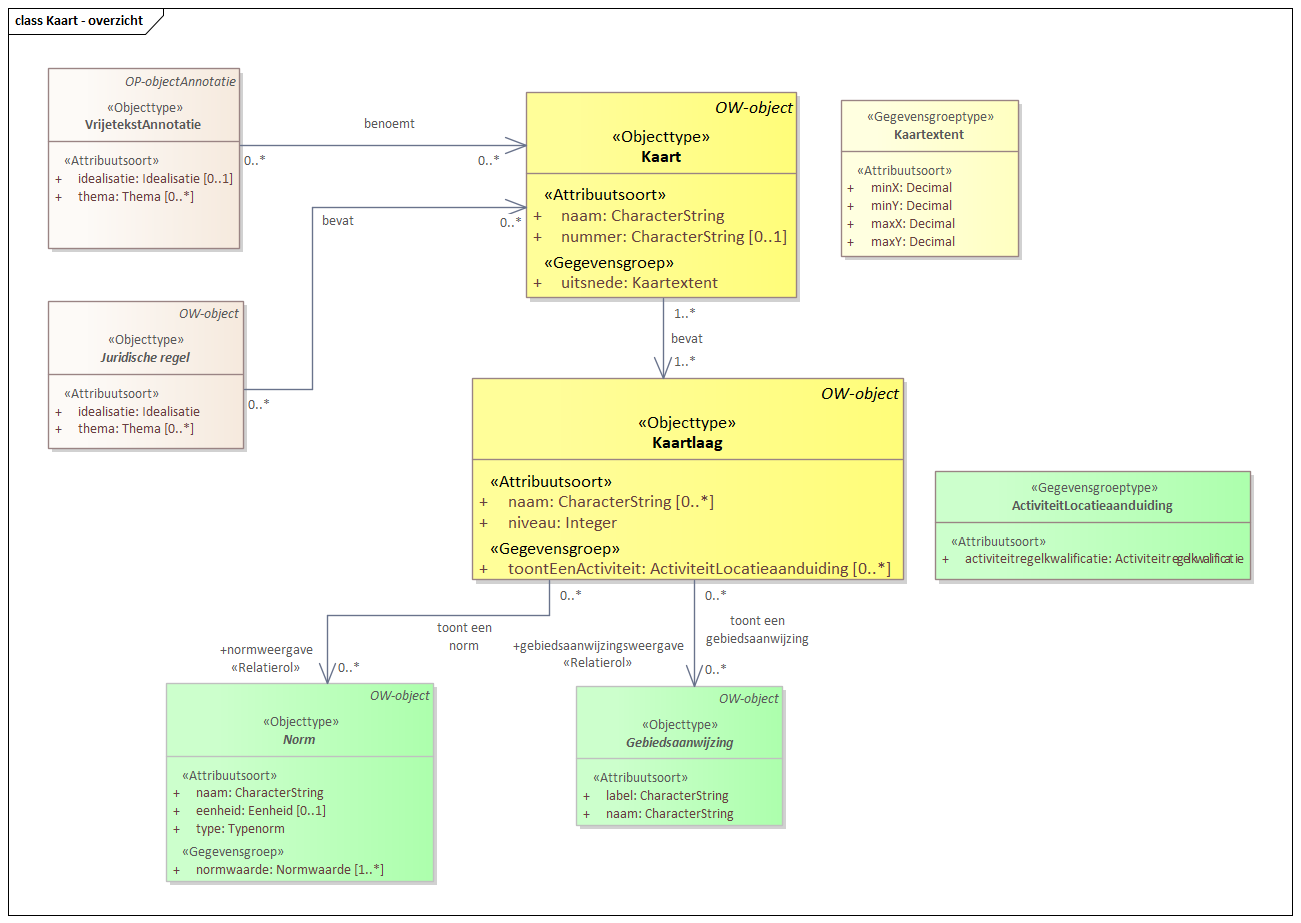 class Kaart - overzicht
OP-objectAnnotatie
«Objecttype»
VrijetekstAnnotatie
«Attribuutsoort»
+ idealisatie: Idealisatie [0..1]
+ thema: Thema [0..*]
benoemt
0..*
0..*
OW-object
«Objecttype»
Kaart
«Attribuutsoort»
+ naam: CharacterString
+ nummer: CharacterString [0..1]
«Gegevensgroep»
+ uitsnede: Kaartextent
«Gegevensgroeptype»
Kaartextent
«Attribuutsoort»
+ minX: Decimal
+ minY: Decimal
+ maxX: Decimal
+ maxY: Decimal
bevat
0..*
OW-object
«Objecttype»
Juridische regel
«Attribuutsoort»
+ idealisatie: Idealisatie
+ thema: Thema [0..*]
0..*
1..*
bevat
1..*
OW-object
«Objecttype»
Kaartlaag
«Attribuutsoort»
+ naam: CharacterString [0..*]
+ niveau: Integer
«Gegevensgroep»
+ toontEenActiviteit: ActiviteitLocatieaanduiding [0..*]
«Gegevensgroeptype»
ActiviteitLocatieaanduiding
«Attribuutsoort»
+ activiteitregelkwalificatie: Activiteitregelkwalificatie
0..*
toont een
norm
+normweergave
«Relatierol»
0..*
0..*
toont een
gebiedsaanwijzing
+gebiedsaanwijzingsweergave
«Relatierol»
0..*
OW-object
«Objecttype»
Norm
«Attribuutsoort»
+ naam: CharacterString
+ eenheid: Eenheid [0..1]
+ type: Typenorm
«Gegevensgroep»
+ normwaarde: Normwaarde [1..*]
OW-object
«Objecttype»
Gebiedsaanwijzing
«Attribuutsoort»
+ label: CharacterString
+ naam: CharacterString